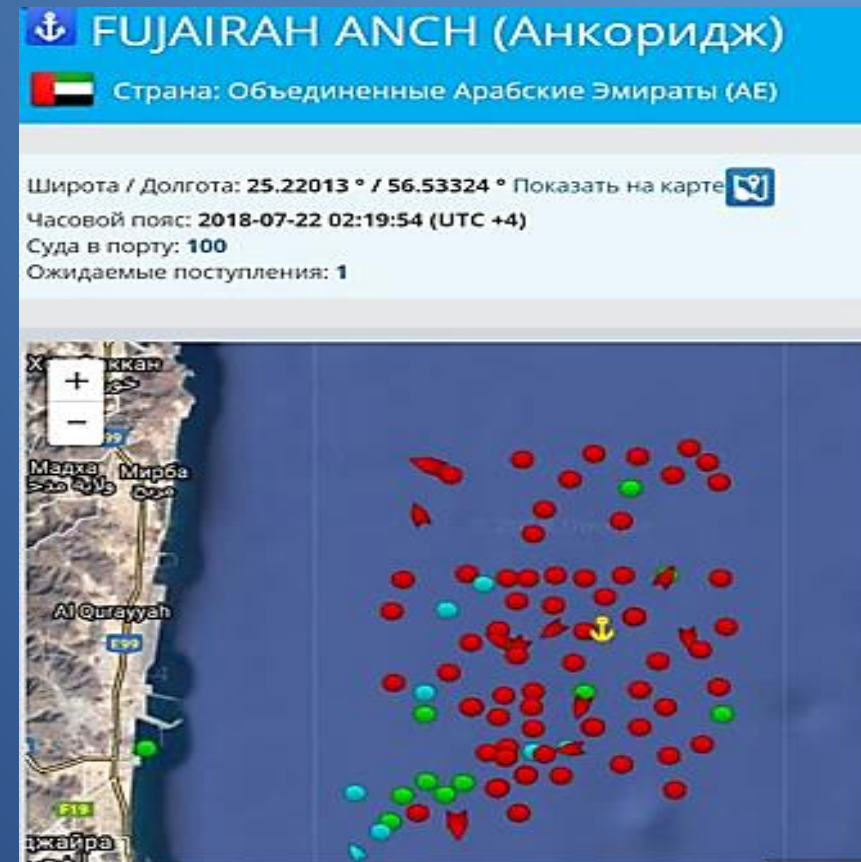 FUJAIRAH ANCH (Анкоридж)
Страна: Объединенные Арабские Эмираты (AE)
Широта / Долгота: 25.22013 ° / 56.53324 ° Показать на карте
Часовой пояс: 2018-07-22 02:19:54 (UTC +4)
Суда в порту: 100
Ожидаемые поступления: 1
+
−
99
Мадха
Мирба
مربح
Al Qurayyah
E99
F19